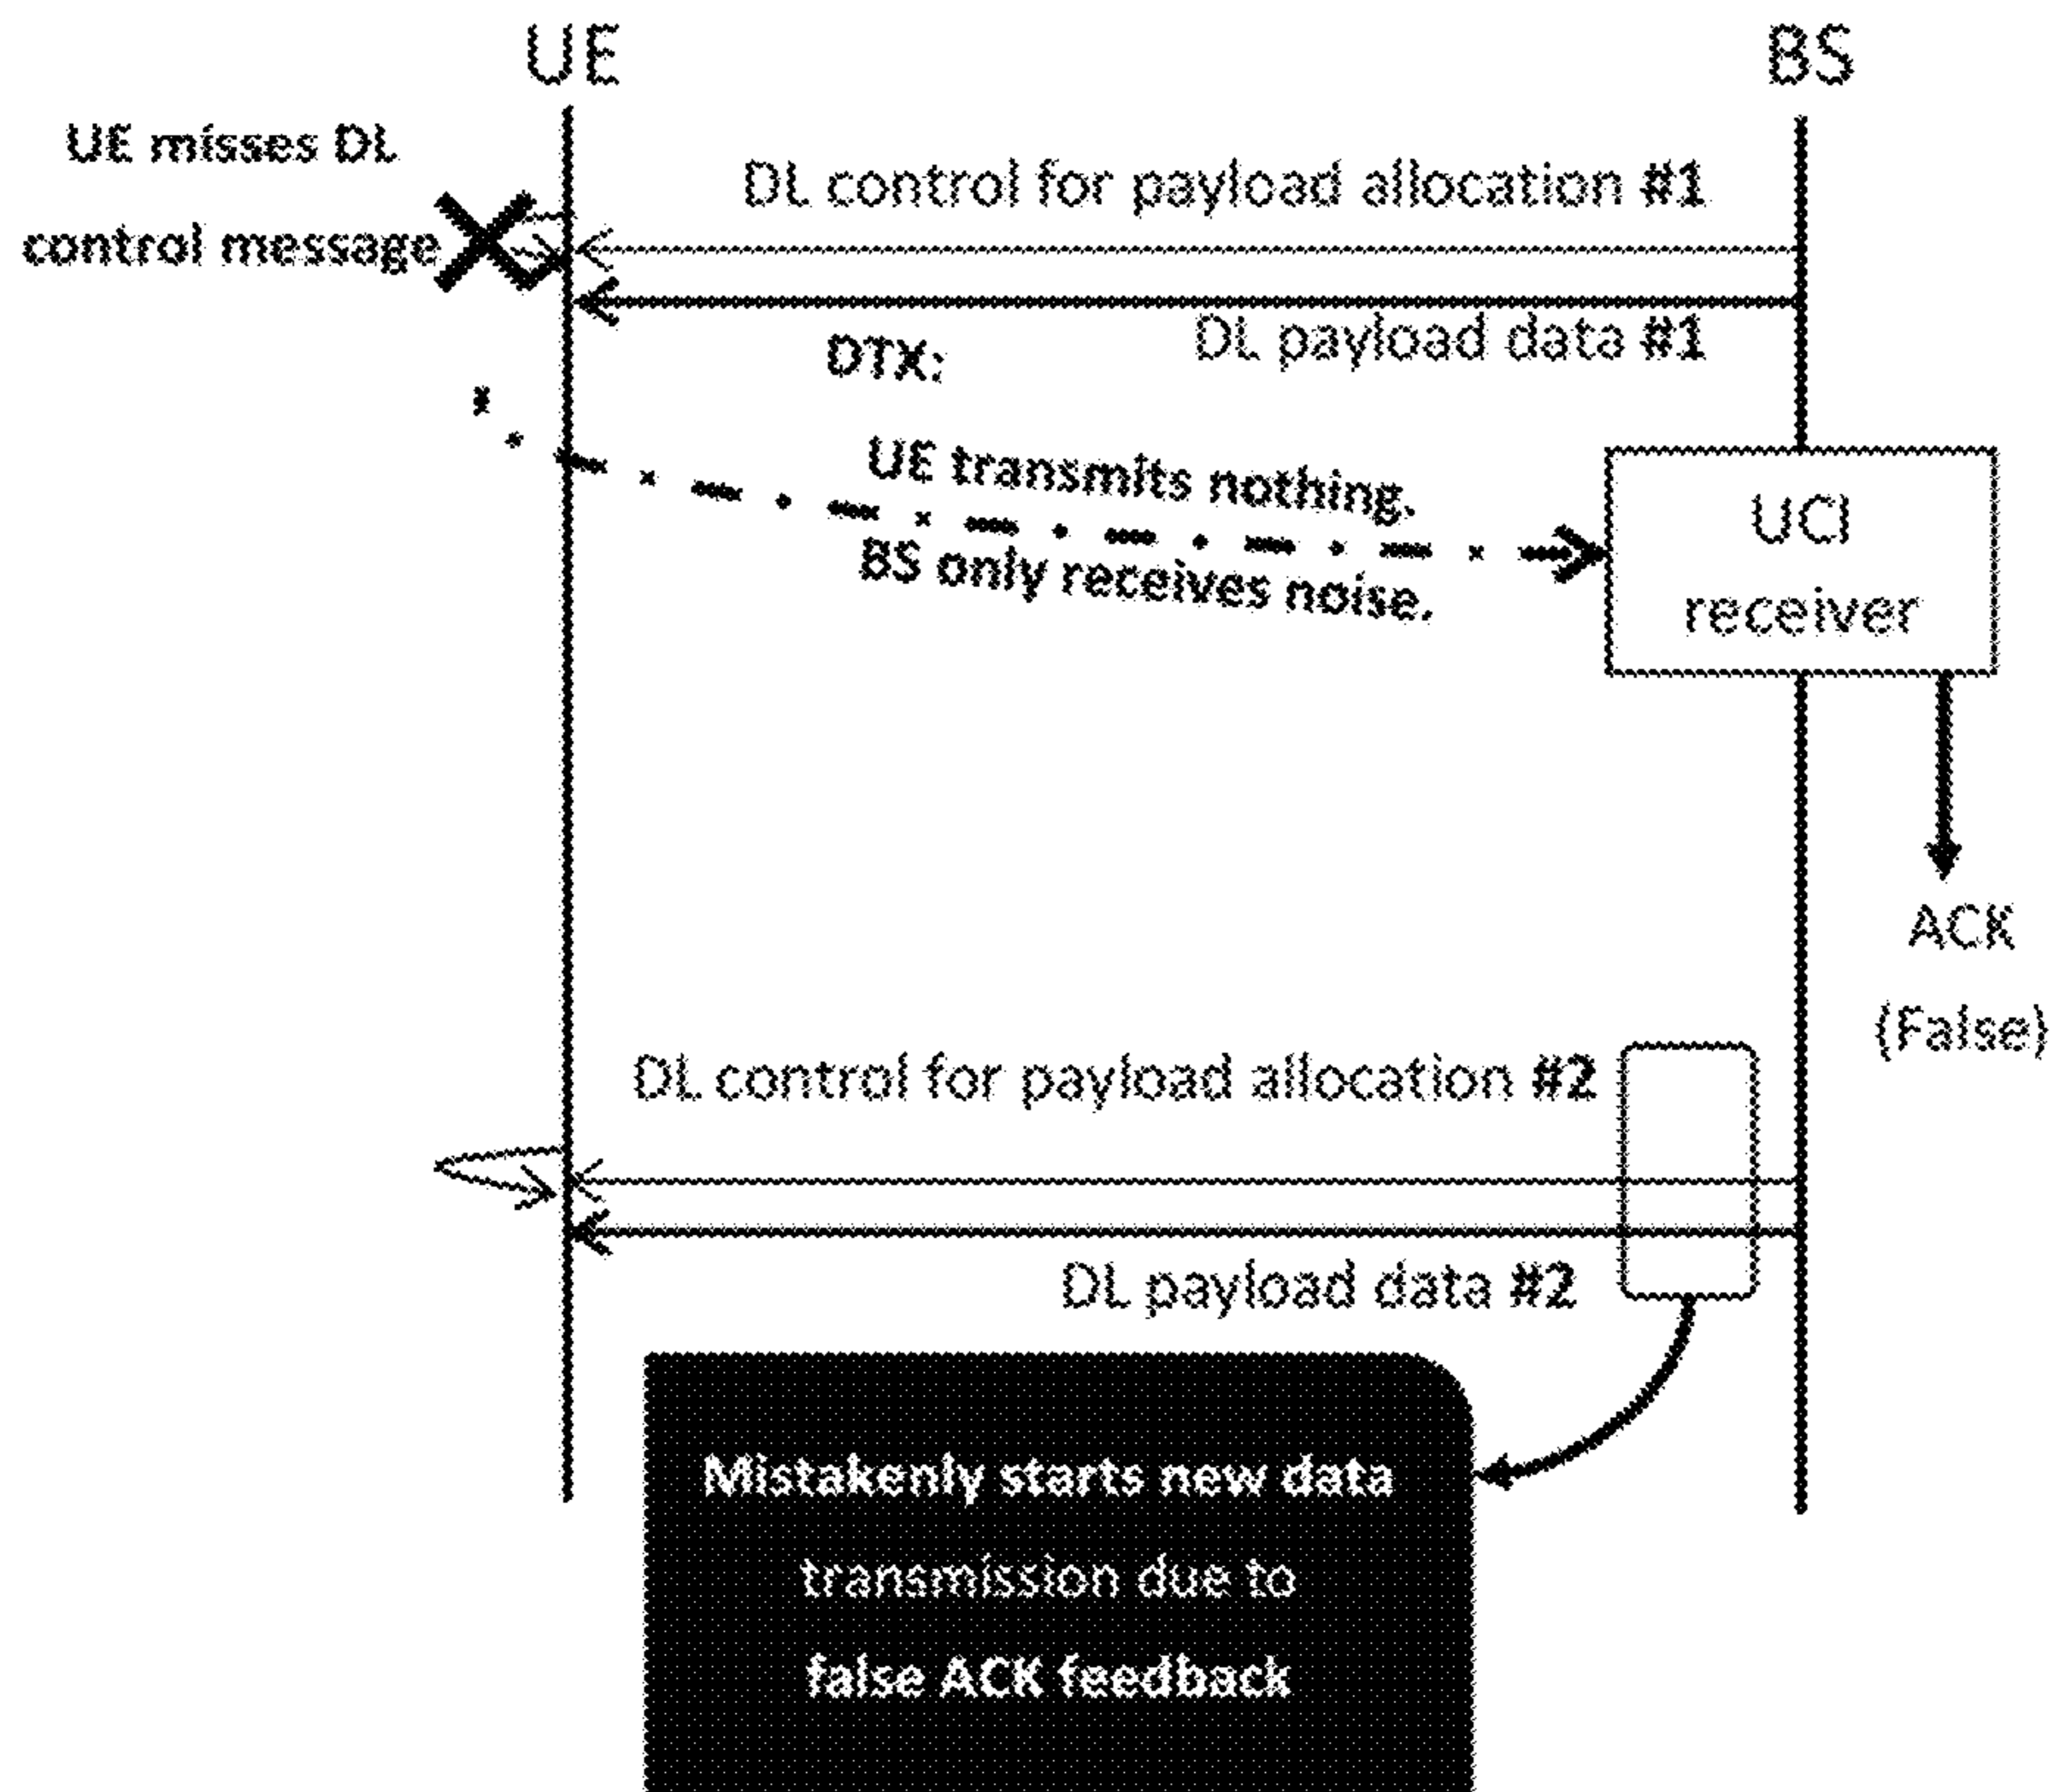 UE
BS
UE misses DL
control message
DL control for payload allocation #1
DL payload data #1
DTX:
UE transmits nothing.
BS only receives noise.
UCI
receiver
ACK
(False)
DL control for payload allocation #2
DL payload data #2
Mistakenly starts new data
transmission due to
false ACK feedback